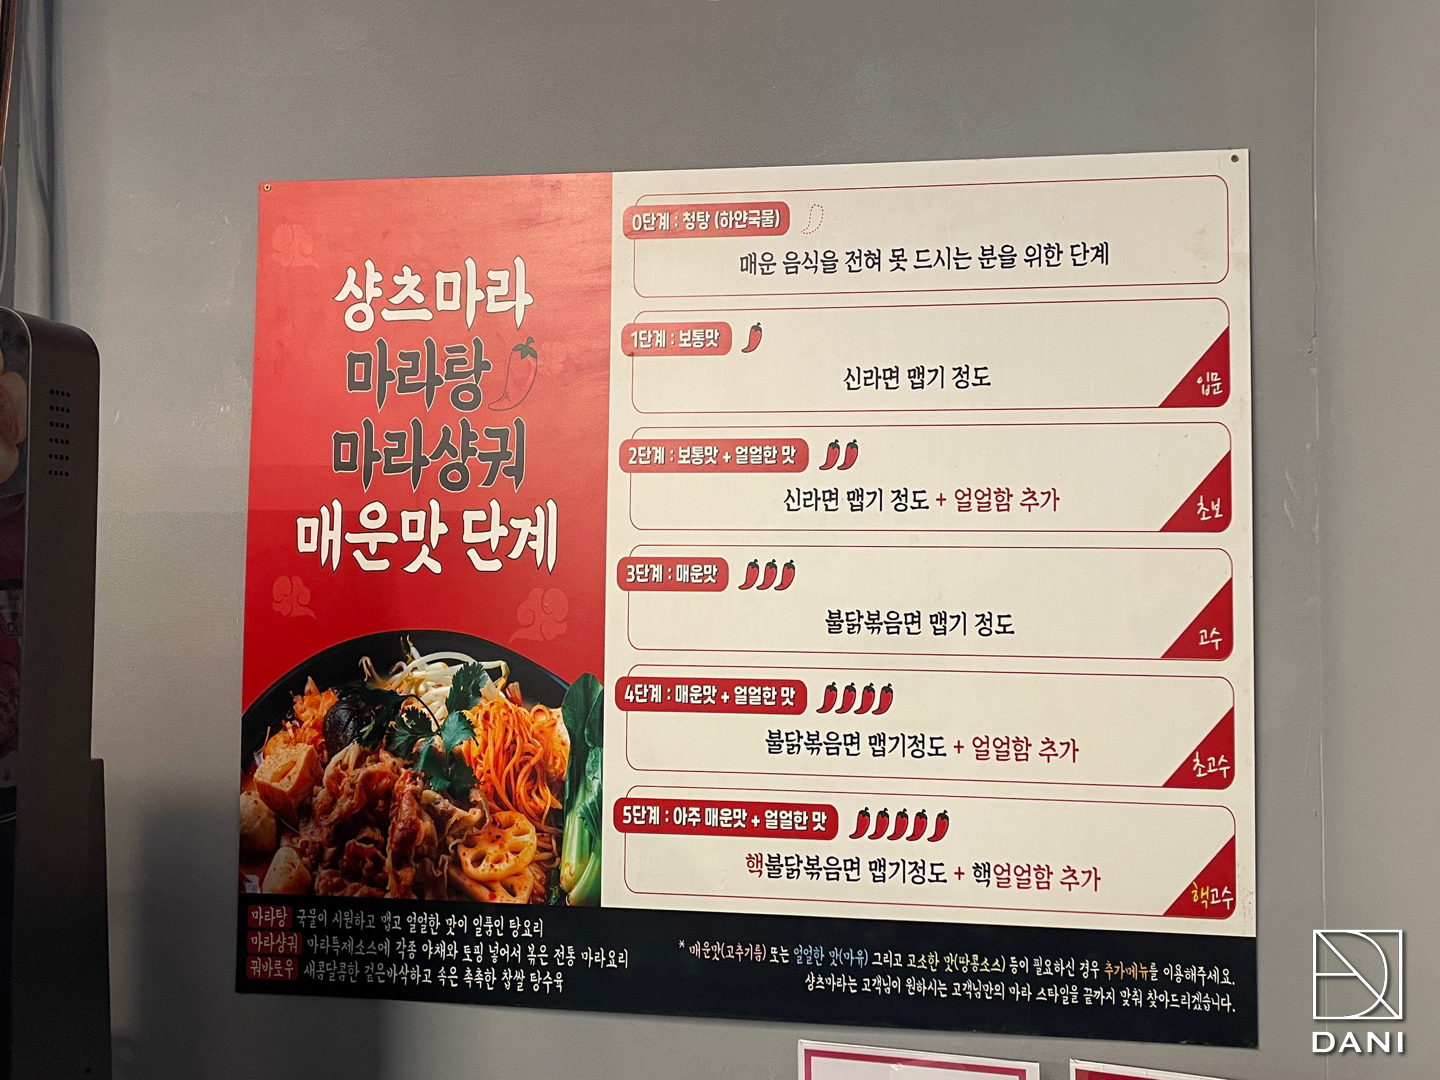 샹츠마라
마라탕
마라샹궈
매운맛 단계
0단계 : 청탕 (하얀국물)
매운 음식을 전혀 못 드시는 분을 위한 단계
1단계 : 보통맛
신라면 맵기 정도
입문
2단계 : 보통맛 + 얼얼한 맛
신라면 맵기 정도 + 얼얼함 추가
초보
3단계 : 매운맛
불닭볶음면 맵기 정도
고수
4단계 : 매운맛 + 얼얼한 맛
불닭볶음면 맵기정도 + 얼얼함 추가
초고수
5단계 : 아주 매운맛 + 얼얼한 맛
핵불닭볶음면 맵기정도 + 핵얼얼함 추가
핵고수
마라탕 국물이 시원하고 맵고 얼얼한 맛이 일품인 탕요리
마라샹궈 마라특제소스에 각종 야채와 토핑 넣어서 볶은 전통 마라요리
꿔바로우 새콤달콤한 겉은바삭하고 속은 촉촉한 찹쌀 탕수육
* 매운맛(고추기름) 또는 얼얼한 맛(마유) 그리고 고소한 맛(땅콩소스) 등이 필요하신 경우 추가메뉴를 이용해주세요.
샹츠마라는 고객님이 원하시는 고객님만의 마라 스타일을 끝까지 맞춰 찾아드리겠습니다.
DANI